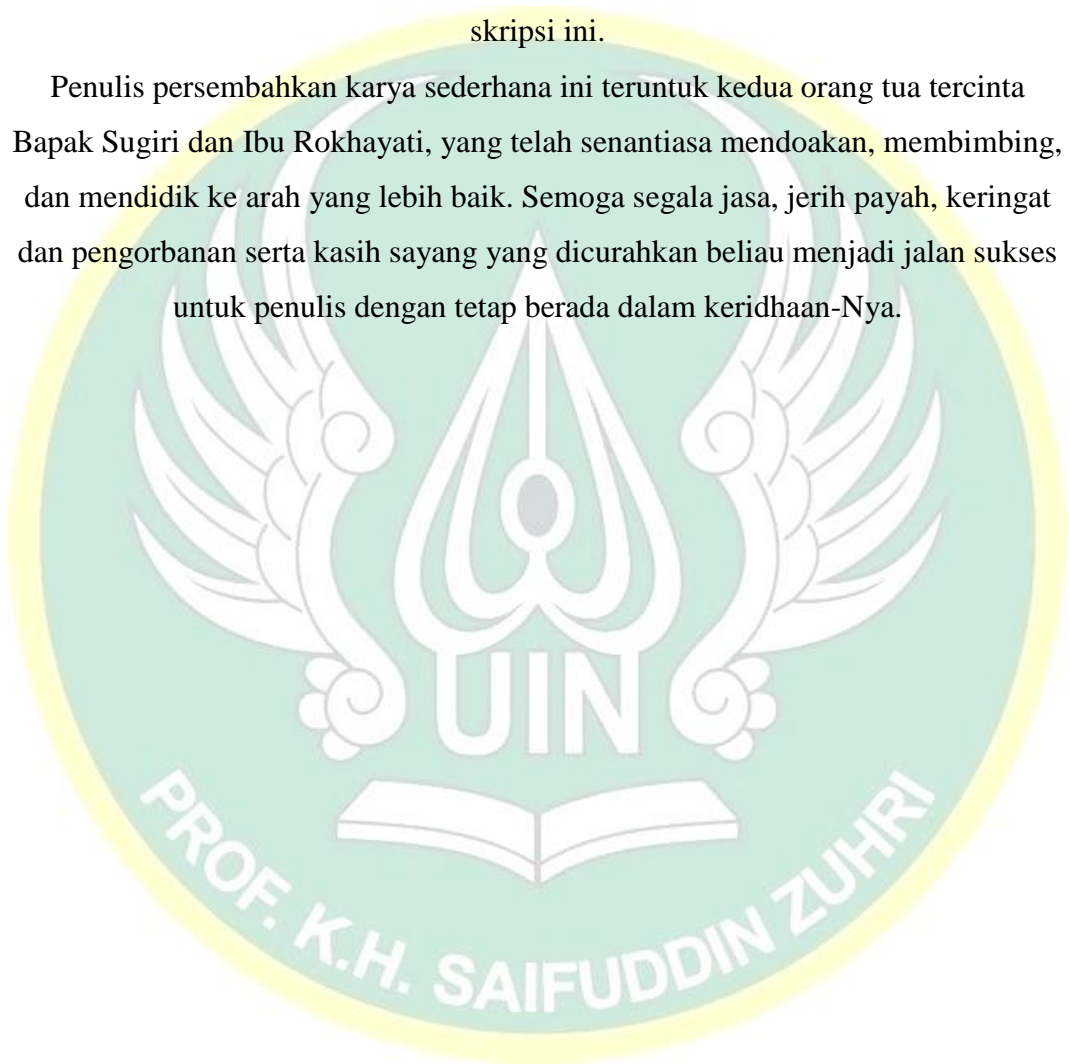 skripsi ini.
Penulis persembahkan karya sederhana ini teruntuk kedua orang tua tercinta
Bapak Sugiri dan Ibu Rokhayati, yang telah senantiasa mendoakan, membimbing,
dan mendidik ke arah yang lebih baik. Semoga segala jasa, jerih payah, keringat
dan pengorbanan serta kasih sayang yang dicurahkan beliau menjadi jalan sukses
untuk penulis dengan tetap berada dalam keridhaan-Nya.
UIN
PROF. K.H. SAIFUDDIN ZUHRI